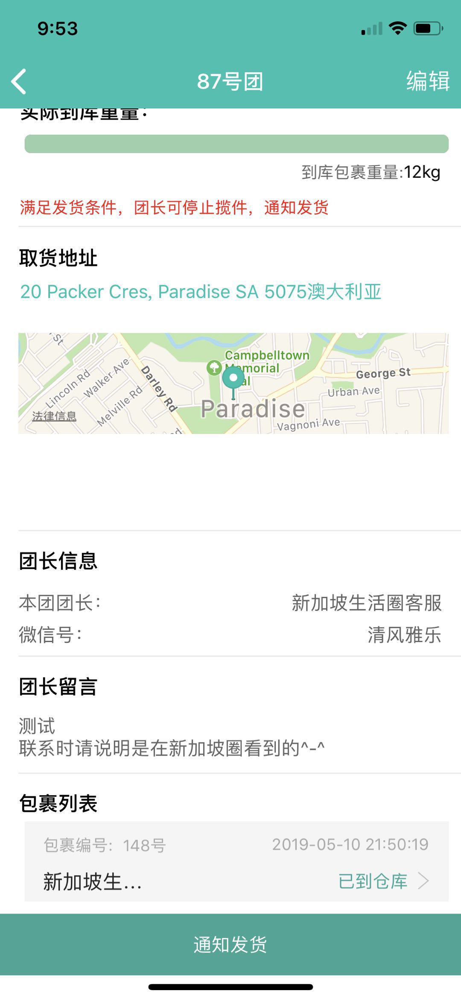 9:53
87号团
编辑
实际到库重量：
到库包裹重量:12kg
满足发货条件，团长可停止揽件，通知发货
取货地址
20 Packer Cres, Paradise SA 5075澳大利亚
St
Campbelltown
Memorial
Lincoln Rd
Walker Ave
Darley Rd
George St
Urban Ave
Melville Rd
Paradise
法律信息
Vagnoni Ave
团长信息
本团团长：
新加坡生活圈客服
微信号：
清风雅乐
团长留言
测试
联系时请说明是在新加坡圈看到的^-^
包裹列表
包裹编号：148号
2019-05-10 21:50:19
新加坡生...
已到仓库
通知发货